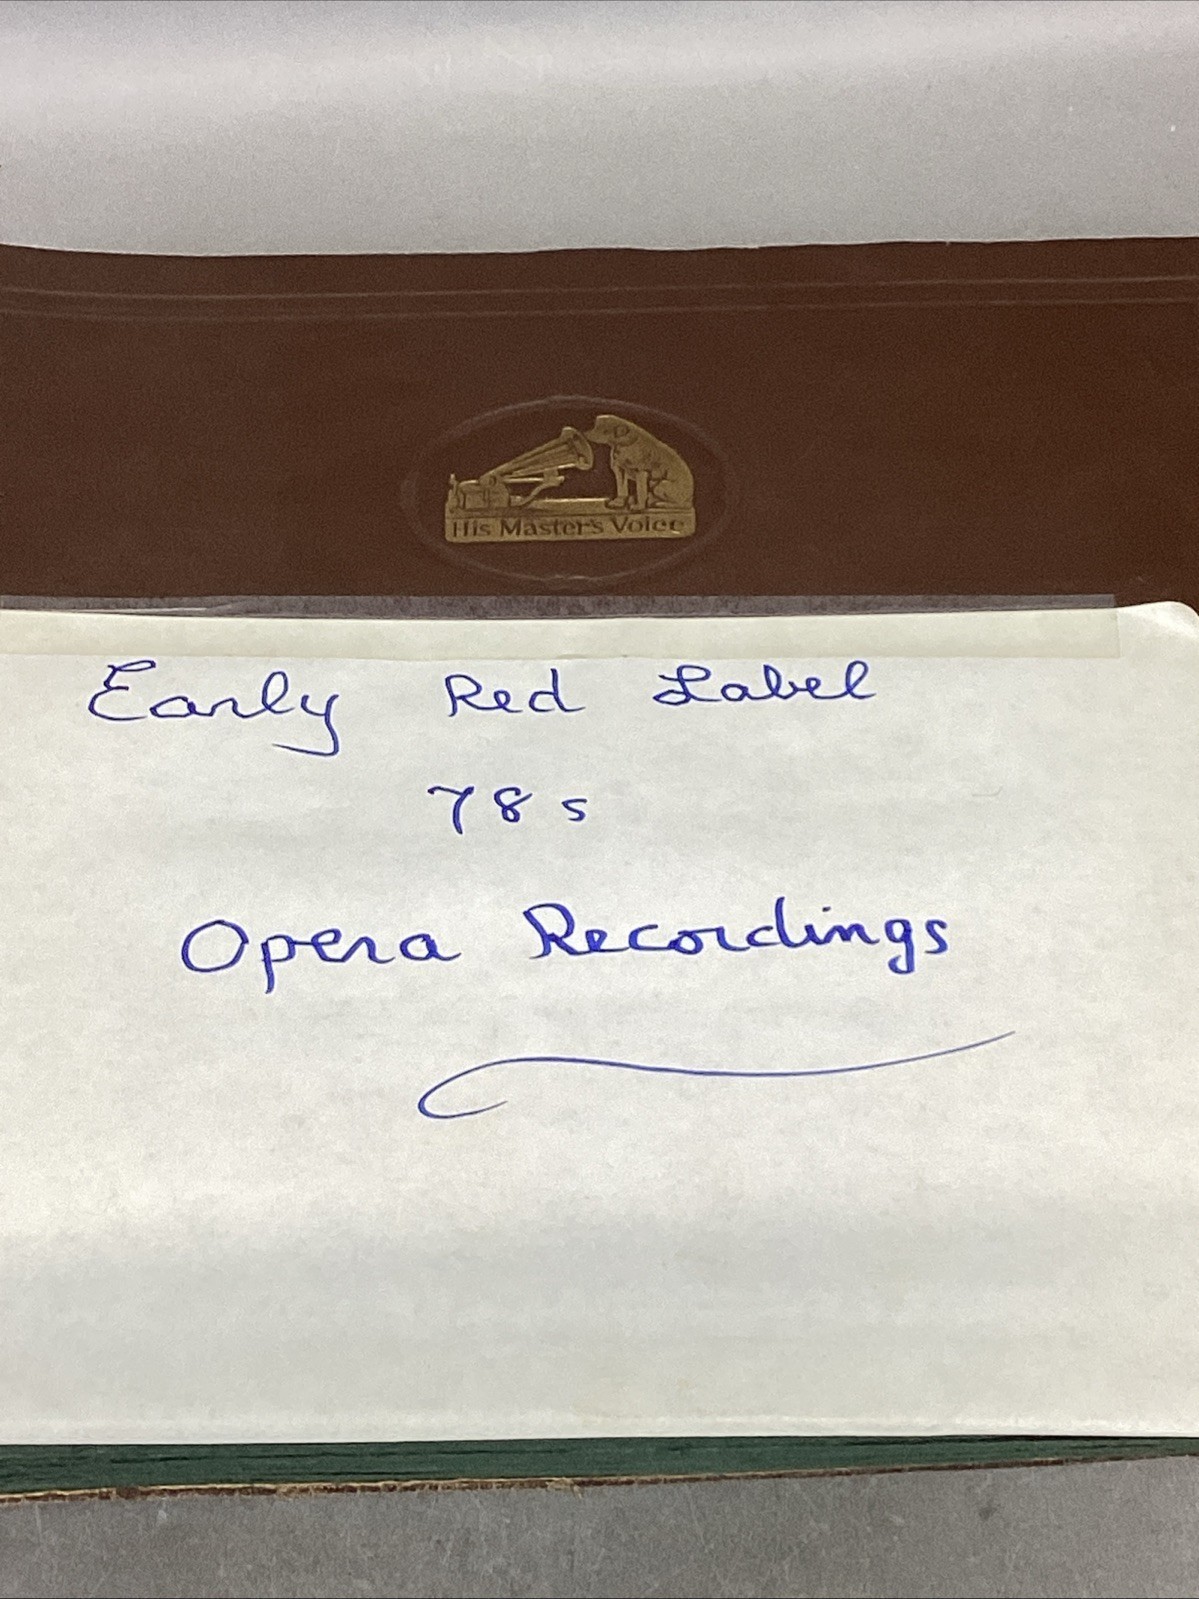 His Master's Voice
Early Red Label
78s
Opera Recordings